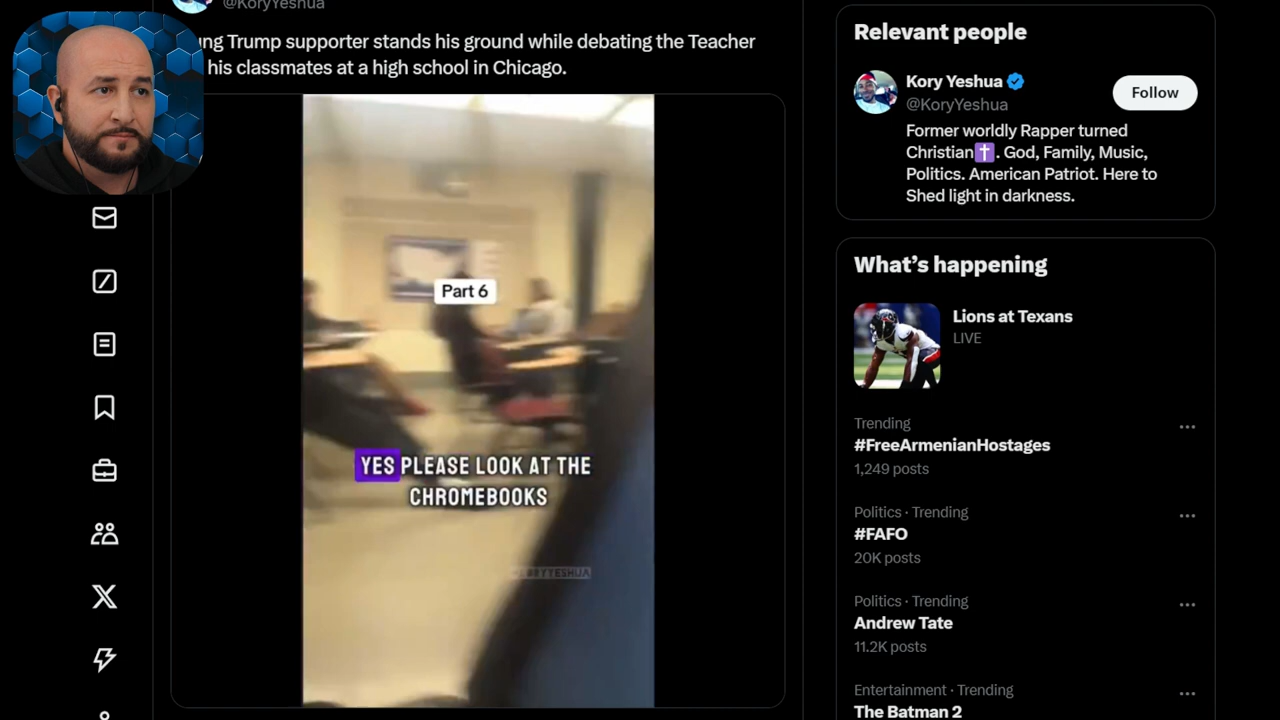 @KoryYeshua
ng Trump supporter stands his ground while debating the Teacher
his classmates at a high school in Chicago.
Part 6
YES PLEASE LOOK AT THE
CHROMEBOOKS
Relevant people
Kory Yeshua
@KoryYeshua
Follow
Former worldly Rapper turned
Christian✝️. God, Family, Music,
Politics. American Patriot. Here to
Shed light in darkness.
What's happening
Lions at Texans
LIVE
Trending
#FreeArmenianHostages
1,249 posts
Politics · Trending
#FAFO
20K posts
Politics · Trending
Andrew Tate
11.2K posts
Entertainment · Trending
The Batman 2